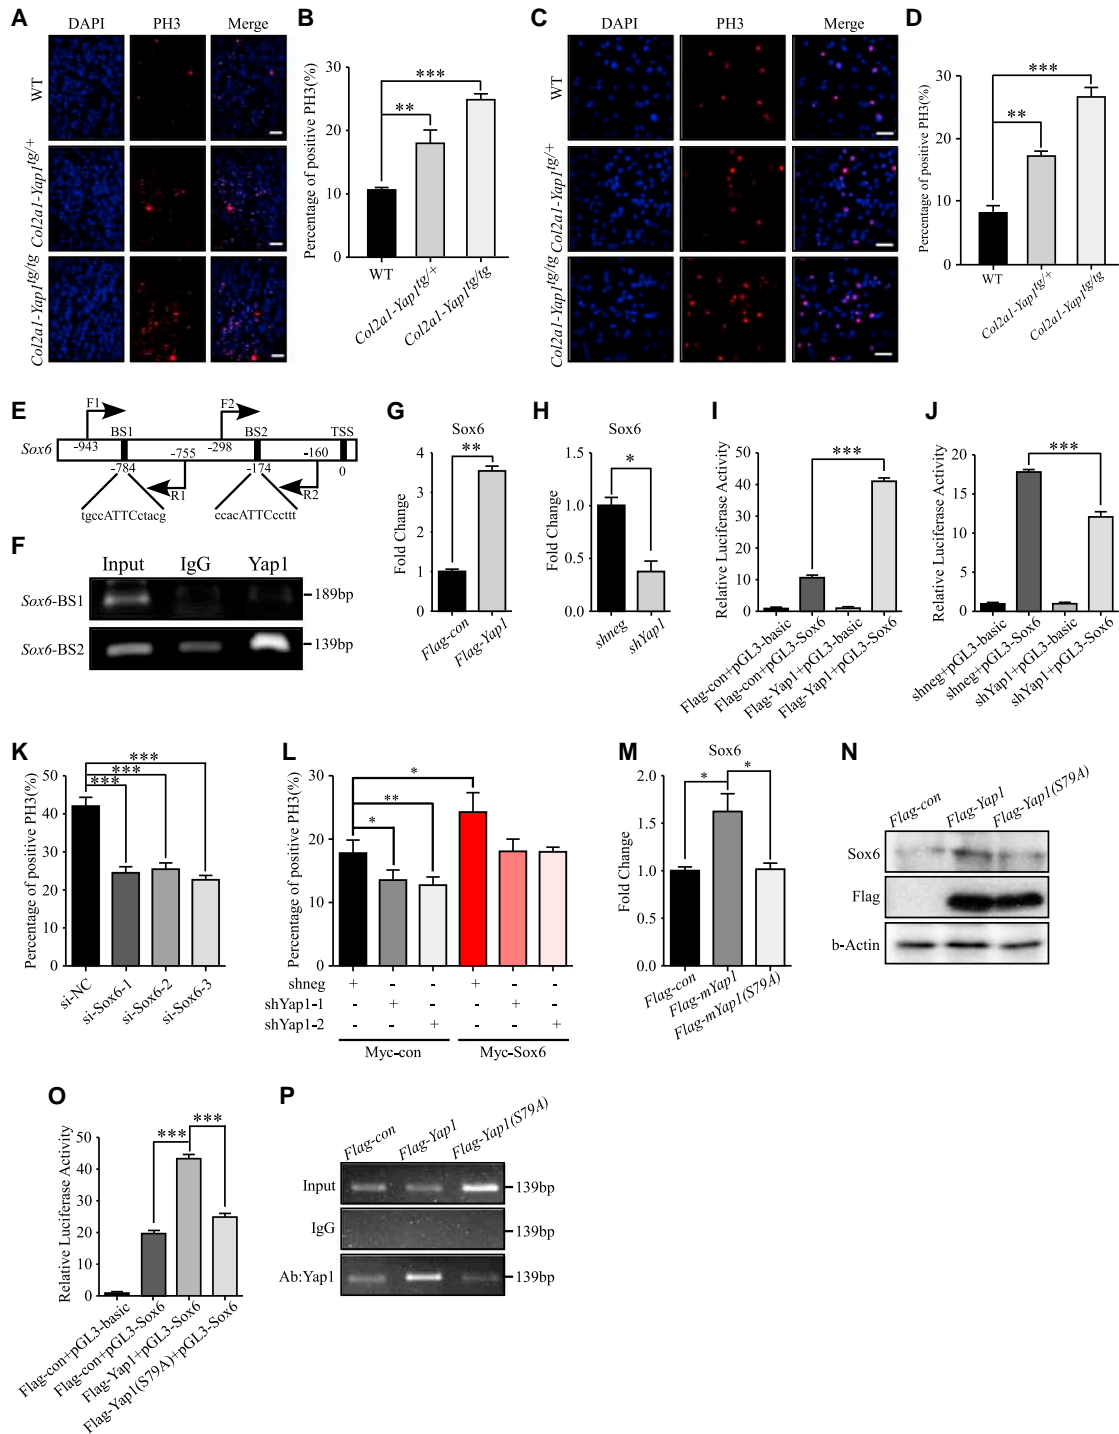 A
DAPI
PH3
Merge
WT
Col2a1-Yap1tg/+
Col2a1-Yap1tg/tg
B
Percentage of positive PH3(%)
30
20
10
0
**
***
WT
Col2a1-Yap1tg/+
Col2a1-Yap1tg/tg
C
DAPI
PH3
Merge
WT
Col2a1-Yap1tg/+
Col2a1-Yap1tg/tg
D
Percentage of positive PH3(%)
30
20
10
0
**
***
WT
Col2a1-Yap1tg/+
Col2a1-Yap1tg/tg
E
F1
F2
Sox6
-943
BS1
-755
-298
BS2
-160
TSS
-784
R1
-174
R2
0
tgccATTCctacg
ccacATTCccttt
F
Input
IgG
Yap1
Sox6-BS1
189bp
Sox6-BS2
139bp
G
Sox6
**
Fold Change
4
3
2
1
0
Flag-con
Flag-Yap1
H
Sox6
*
Fold Change
1.5
1.0
0.5
0.0
shneg
shYap1
I
Relative Luciferase Activity
50
40
30
20
10
0
***
Flag-con+pGL3-basic
Flag-con+pGL3-Sox6
Flag-Yap1+pGL3-basic
Flag-Yap1+pGL3-Sox6
J
Relative Luciferase Activity
20
15
10
5
0
***
shneg+pGL3-basic
shneg+pGL3-Sox6
shYap1+pGL3-basic
shYap1+pGL3-Sox6
K
Percentage of positive PH3(%)
50
40
30
20
10
0
***
***
***
si-NC
si-Sox6-1
si-Sox6-2
si-Sox6-3
L
Percentage of positive PH3(%)
30
20
10
0
*
**
*
shneg + - - + - -
shYap1-1 - + - - + -
shYap1-2 - - + - - +
Myc-con
Myc-Sox6
M
Sox6
Fold Change
2.0
1.5
1.0
0.5
0.0
*
*
Flag-con
Flag-mYap1
Flag-mYap1(S79A)
N
Flag-con
Flag-Yap1
Flag-Yap1(S79A)
Sox6
Flag
b-Actin
O
Relative Luciferase Activity
50
40
30
20
10
0
***
***
Flag-con+pGL3-basic
Flag-con+pGL3-Sox6
Flag-Yap1+pGL3-Sox6
Flag-Yap1(S79A)+pGL3-Sox6
P
Flag-con
Flag-Yap1
Flag-Yap1(S79A)
Input
139bp
IgG
139bp
Ab:Yap1
139bp